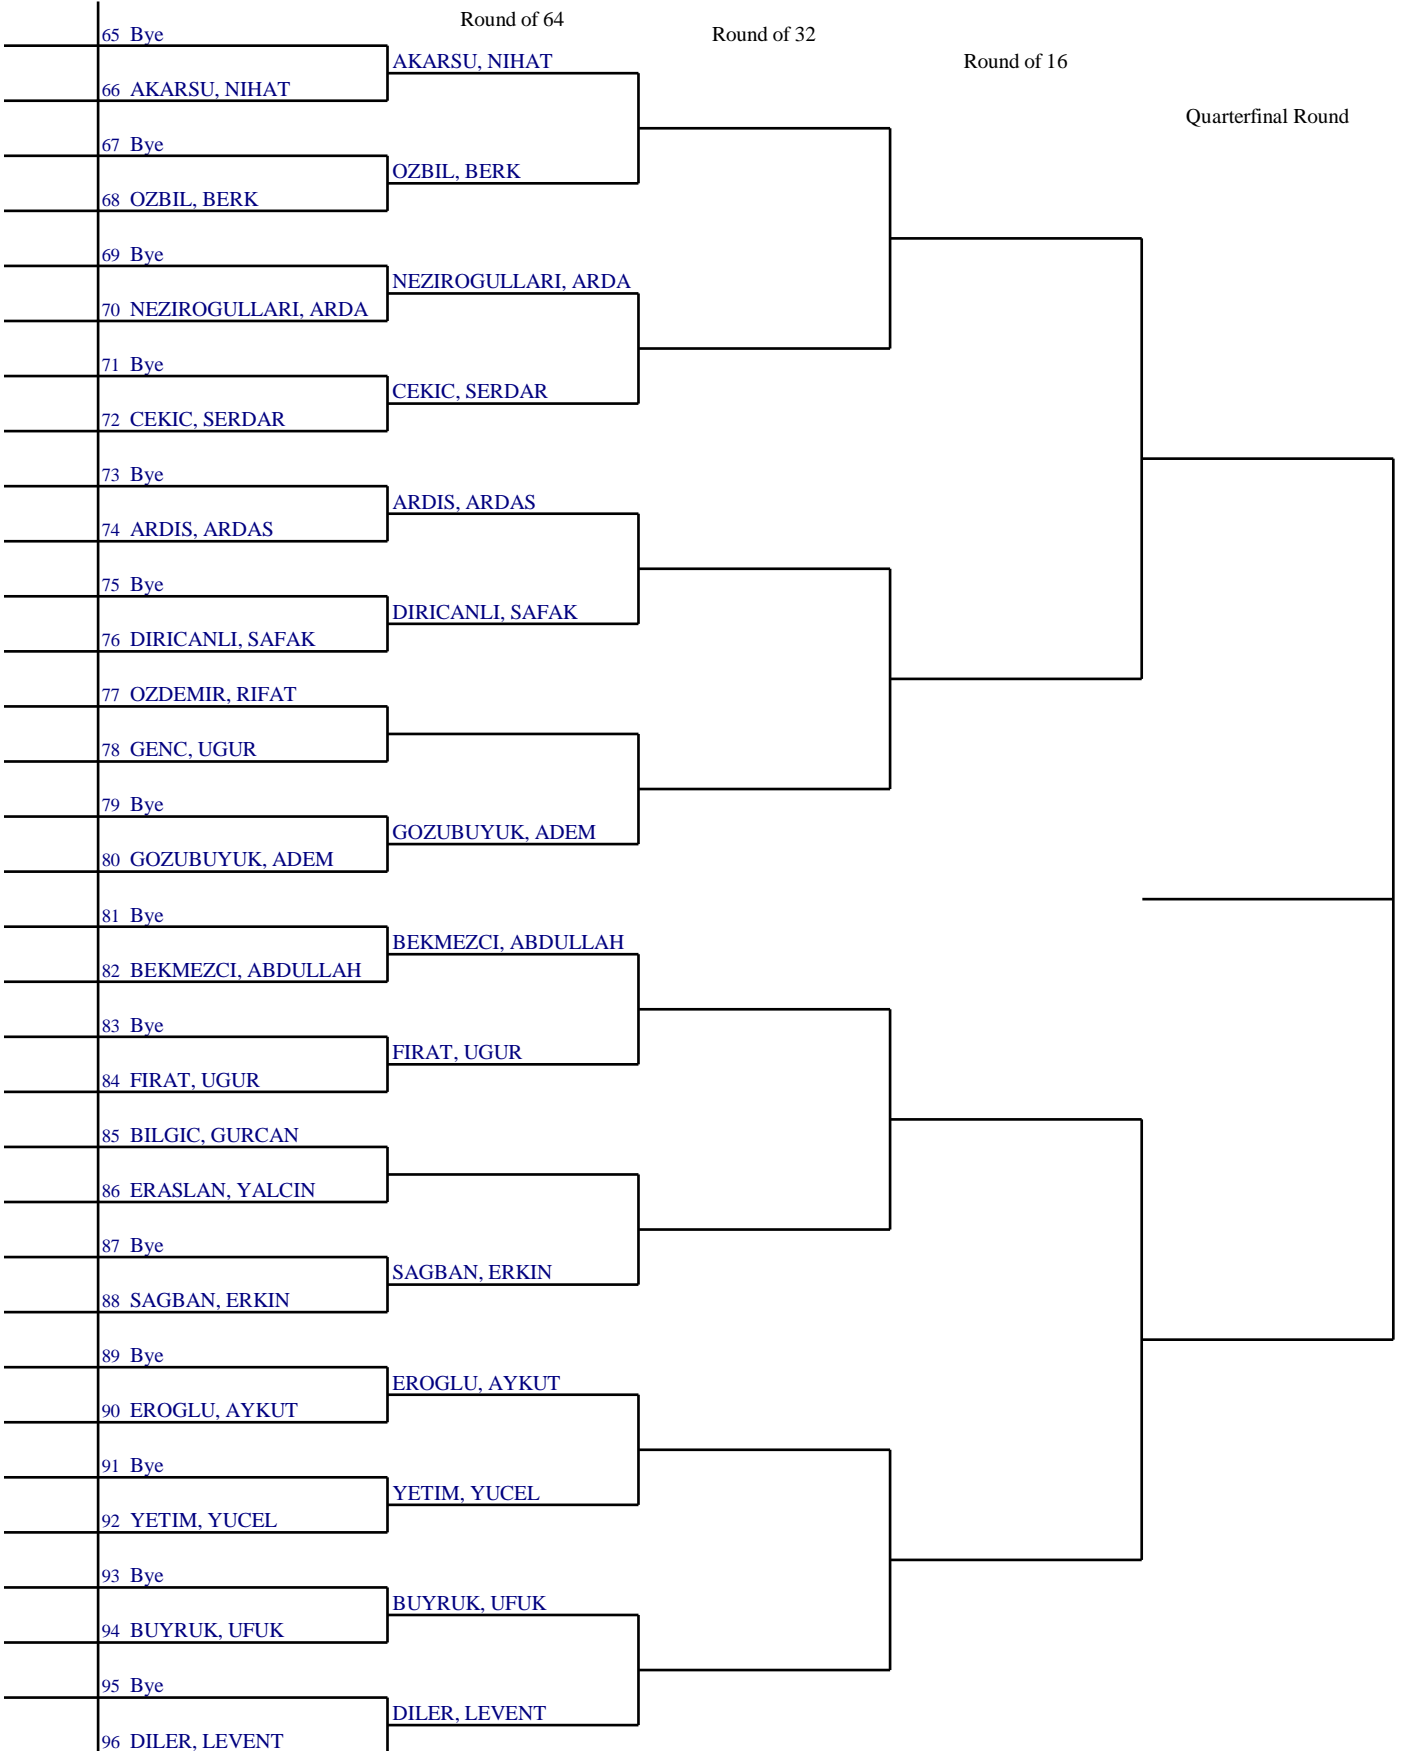 Round of 64
Round of 32
Round of 16
Quarterfinal Round
65 Bye
AKARSU, NIHAT
66 AKARSU, NIHAT
67 Bye
OZBIL, BERK
68 OZBIL, BERK
69 Bye
NEZIROGULLARI, ARDA
70 NEZIROGULLARI, ARDA
71 Bye
CEKIC, SERDAR
72 CEKIC, SERDAR
73 Bye
ARDIS, ARDAS
74 ARDIS, ARDAS
75 Bye
DIRICANLI, SAFAK
76 DIRICANLI, SAFAK
77 OZDEMIR, RIFAT
78 GENC, UGUR
79 Bye
GOZUBUYUK, ADEM
80 GOZUBUYUK, ADEM
81 Bye
BEKMEZCI, ABDULLAH
82 BEKMEZCI, ABDULLAH
83 Bye
FIRAT, UGUR
84 FIRAT, UGUR
85 BILGIC, GURCAN
86 ERASLAN, YALCIN
87 Bye
SAGBAN, ERKIN
88 SAGBAN, ERKIN
89 Bye
EROGLU, AYKUT
90 EROGLU, AYKUT
91 Bye
YETIM, YUCEL
92 YETIM, YUCEL
93 Bye
BUYRUK, UFUK
94 BUYRUK, UFUK
95 Bye
DILER, LEVENT
96 DILER, LEVENT